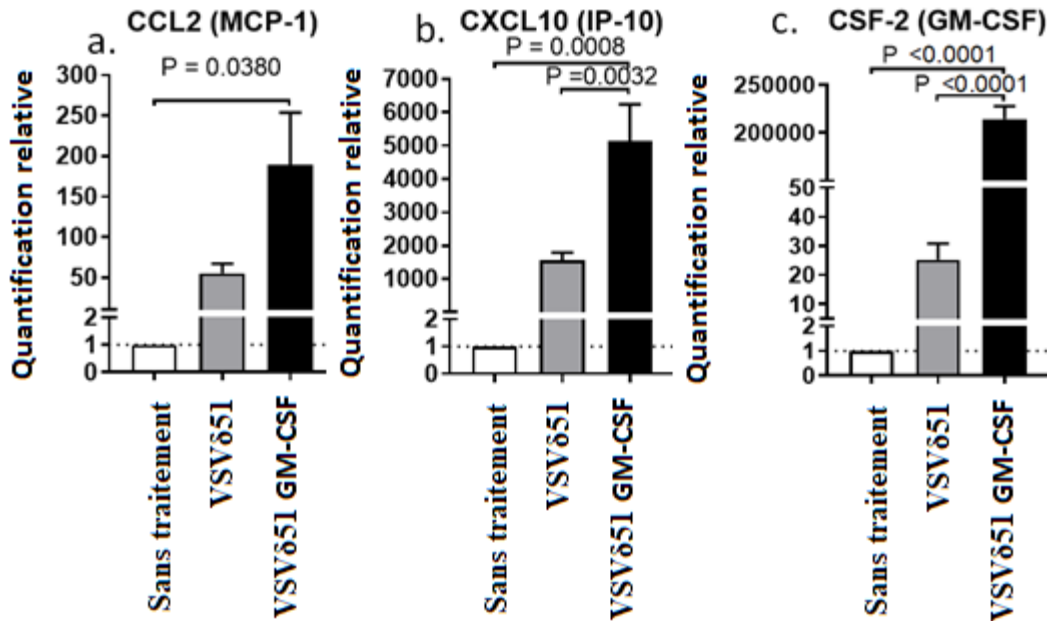 a.
CCL2 (MCP-1)
P = 0.0380
Quantification relative
300
250
200
150
100
50
2
1
0
Sans traitement
VSVδ51
VSVδ51 GM-CSF
b.
CXCL10 (IP-10)
P = 0.0008
P =0.0032
Quantification relative
7000
6000
5000
4000
3000
2000
1000
2
1
0
Sans traitement
VSVδ51
VSVδ51 GM-CSF
c.
CSF-2 (GM-CSF)
P <0.0001
P <0.0001
Quantification relative
250000
200000
50
40
30
20
10
2
1
0
Sans traitement
VSVδ51
VSVδ51 GM-CSF